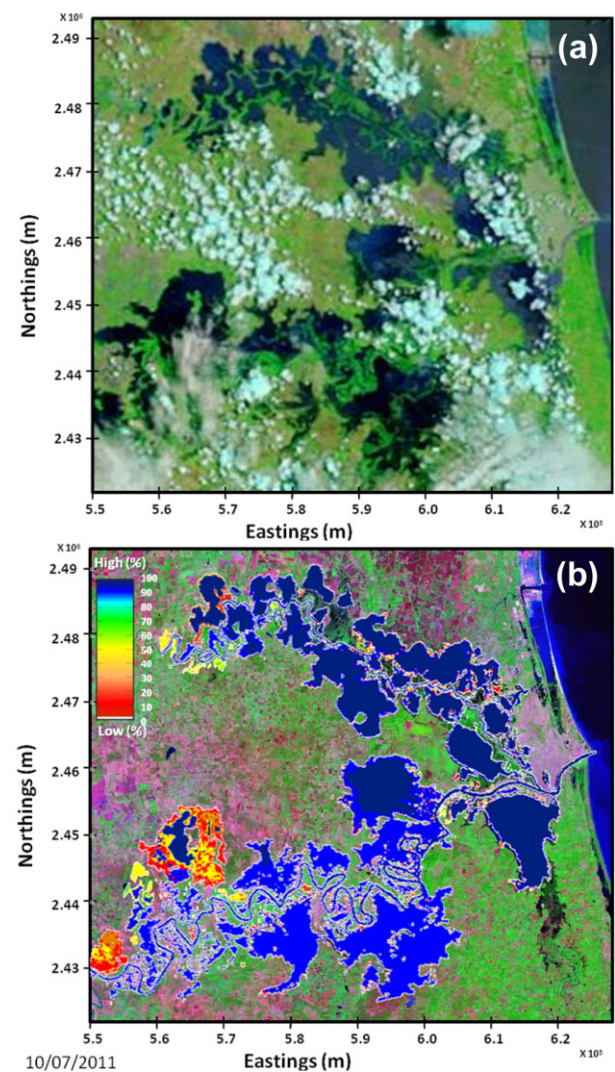 x 10⁶
(a)
2.49
2.48
2.47
2.46
2.45
2.44
2.43
Northings (m)
5.5 5.6 5.7 5.8 5.9 6.0 6.1 6.2
Eastings (m)
X 10⁵
x 10⁶
(b)
High (%)
100
90
80
70
60
50
40
30
20
10
0
Low (%)
2.49
2.48
2.47
2.46
2.45
2.44
2.43
Northings (m)
5.5 5.6 5.7 5.8 5.9 6.0 6.1 6.2
X 10⁵
10/07/2011
Eastings (m)